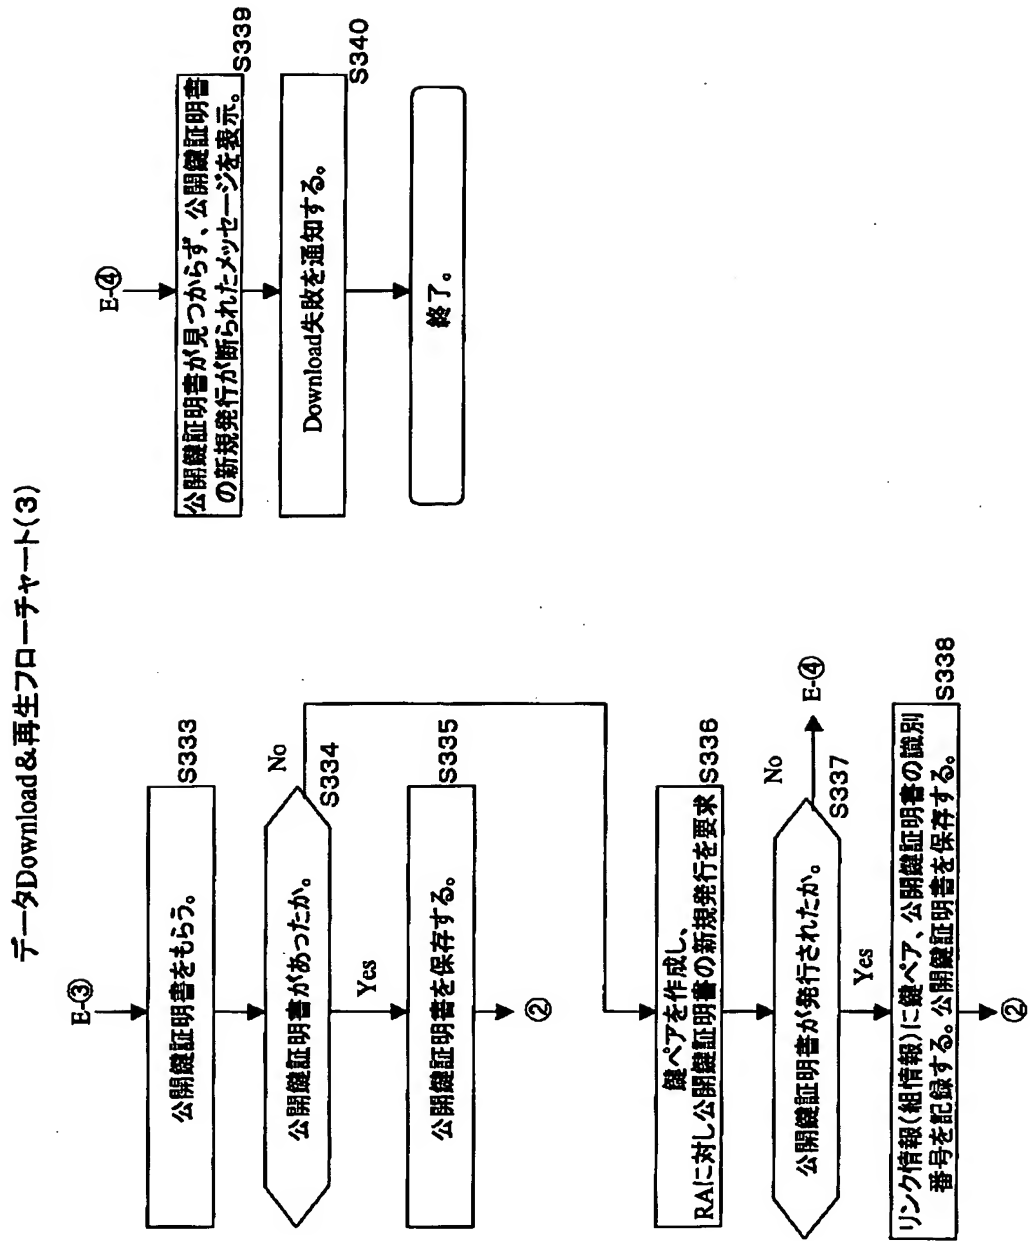 データDownload&再生フローチャート(3)
E-③
公開鍵証明書をもらう。
S333
公開鍵証明書があったか。
No
S334
Yes
公開鍵証明書を保存する。
S335
②
鍵ペアを作成し、
RAに対し公開鍵証明書の新規発行を要求
S336
公開鍵証明書が発行されたか。
No
E-④
S337
Yes
リンク情報(組情報)に鍵ペア、公開鍵証明書の識別
番号を記録する。公開鍵証明書を保存する。
S338
②
E-④
公開鍵証明書が見つからず、公開鍵証明書
の新規発行が断られたメッセージを表示。
S339
Download失敗を通知する。
S340
終了。